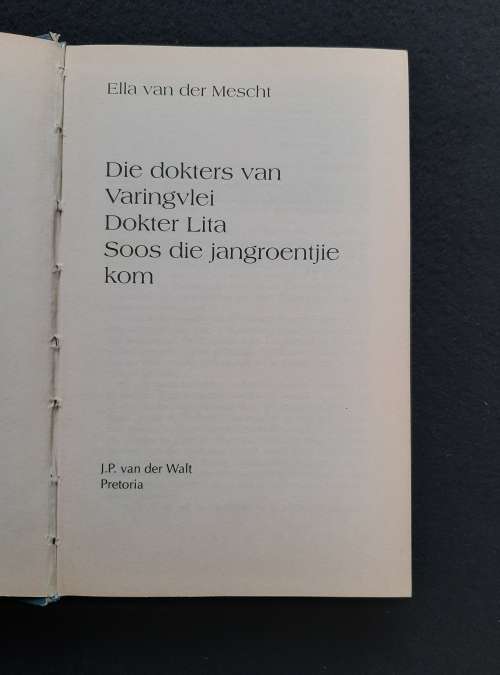 Ella van der Mescht
Die dokters van
Varingvlei
Dokter Lita
Soos die jangroentjie
kom
J.P. van der Walt
Pretoria